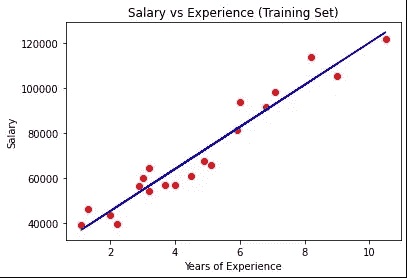 Salary vs Experience (Training Set)
120000
100000
80000
60000
40000
Salary
2 4 6 8 10
Years of Experience